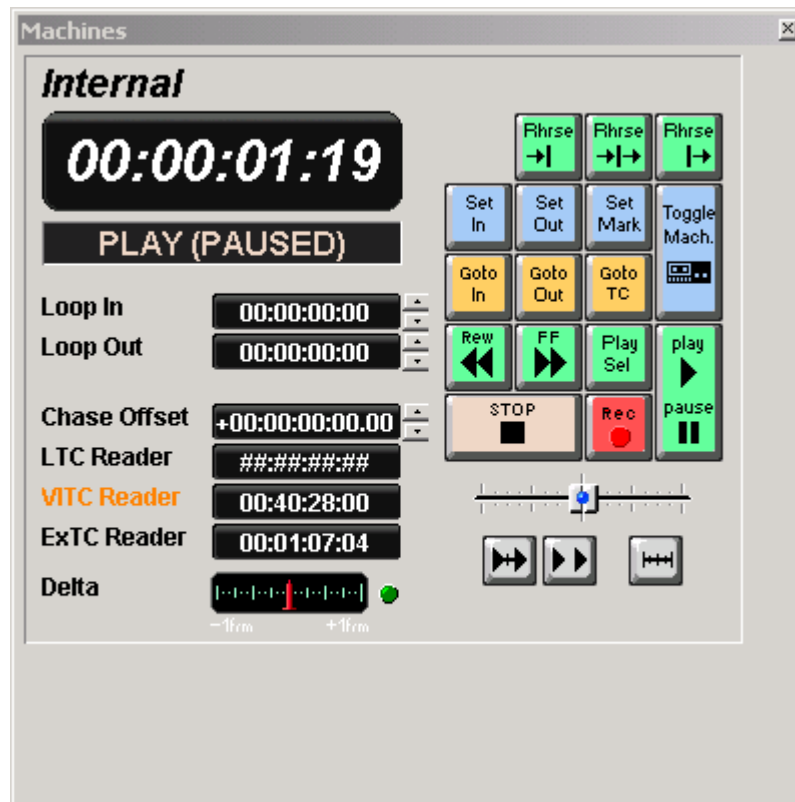 Machines
Internal
00:00:01:19
PLAY (PAUSED)
Loop In 00:00:00:00
Loop Out 00:00:00:00
Chase Offset +00:00:00:00.00
LTC Reader ##:##:##:##
VITC Reader 00:40:28:00
ExTC Reader 00:01:07:04
Delta
-1frm +1frm
Rhrse Rhrse Rhrse
Set In
Set Out
Set Mark
Toggle Mach.
Goto In
Goto Out
Goto TC
Rew
FF
Play Sel
play
pause
STOP
Rec